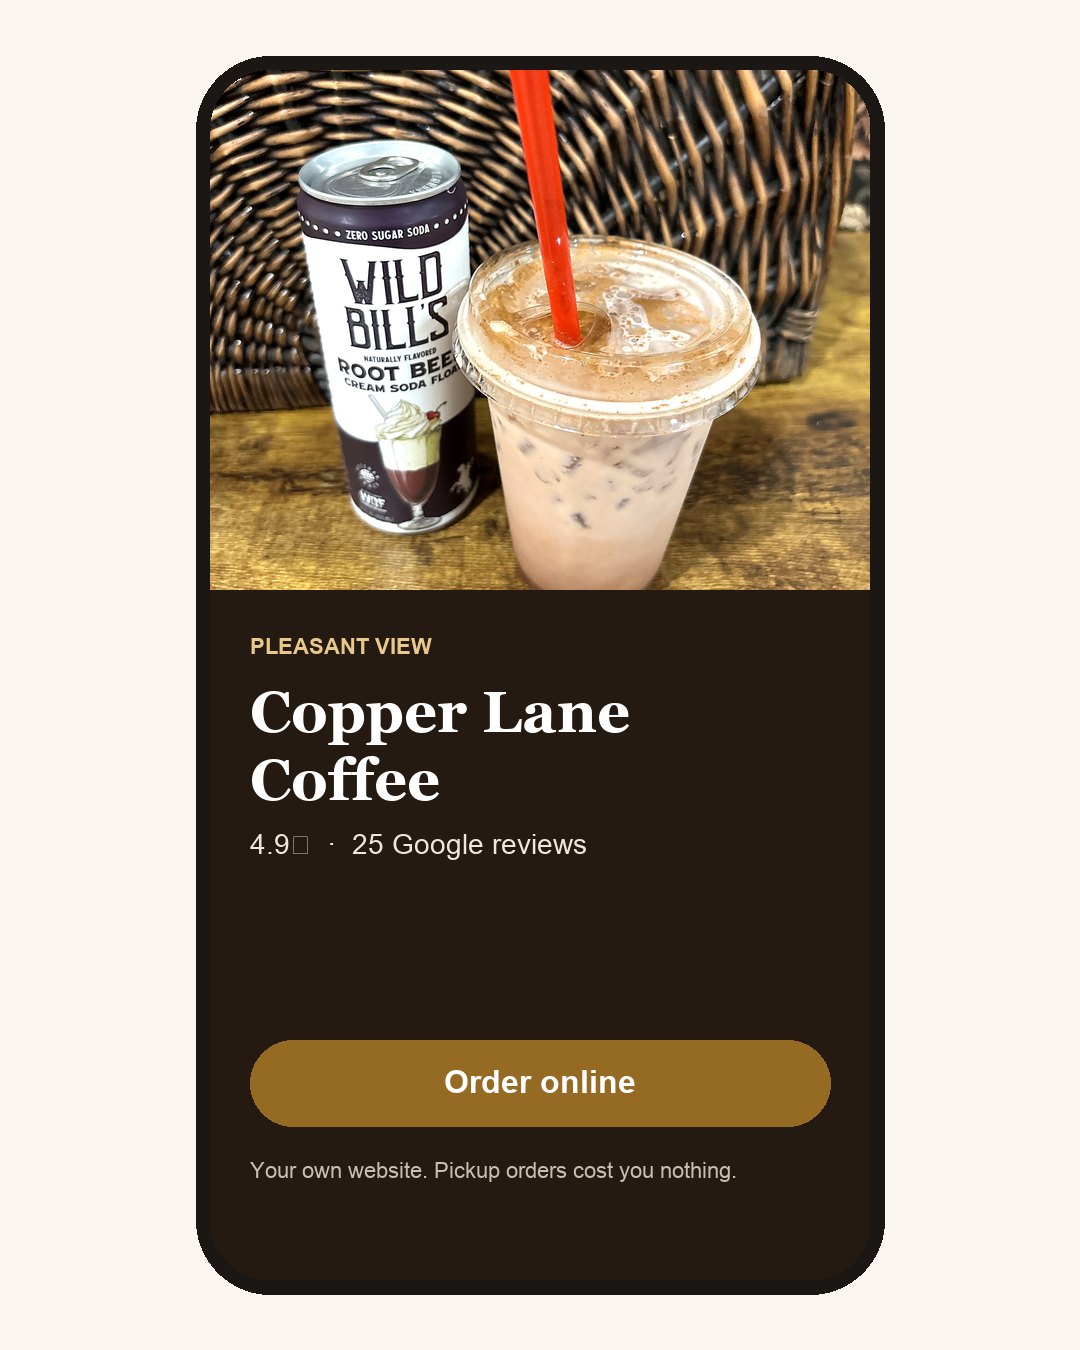 ZERO SUGAR SODA
WILD
BILL'S
NATURALLY FLAVORED
ROOT BEE
CREAM SODA FLOA
PLEASANT VIEW
Copper Lane
Coffee
4.9 · 25 Google reviews
Order online
Your own website. Pickup orders cost you nothing.